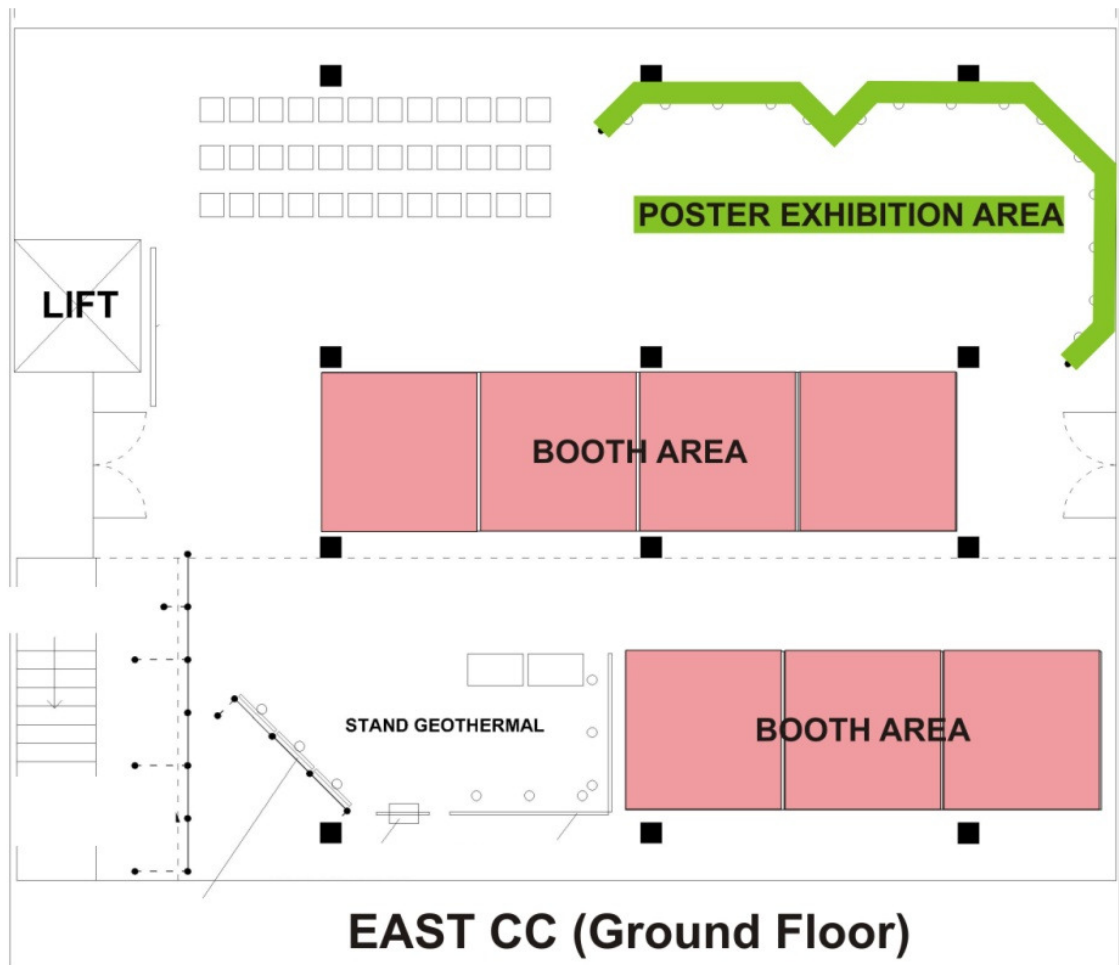 POSTER EXHIBITION AREA
LIFT
BOOTH AREA
STAND GEOTHERMAL
BOOTH AREA
EAST CC (Ground Floor)